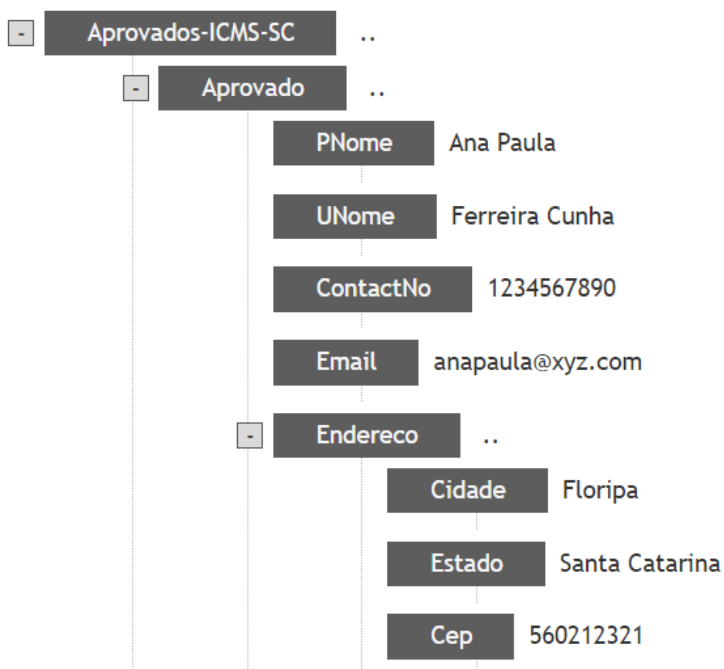 - Aprovados-ICMS-SC ..
- Aprovado ..
PNome Ana Paula
UNome Ferreira Cunha
ContactNo 1234567890
Email anapaula@xyz.com
- Endereco ..
Cidade Floripa
Estado Santa Catarina
Cep 560212321